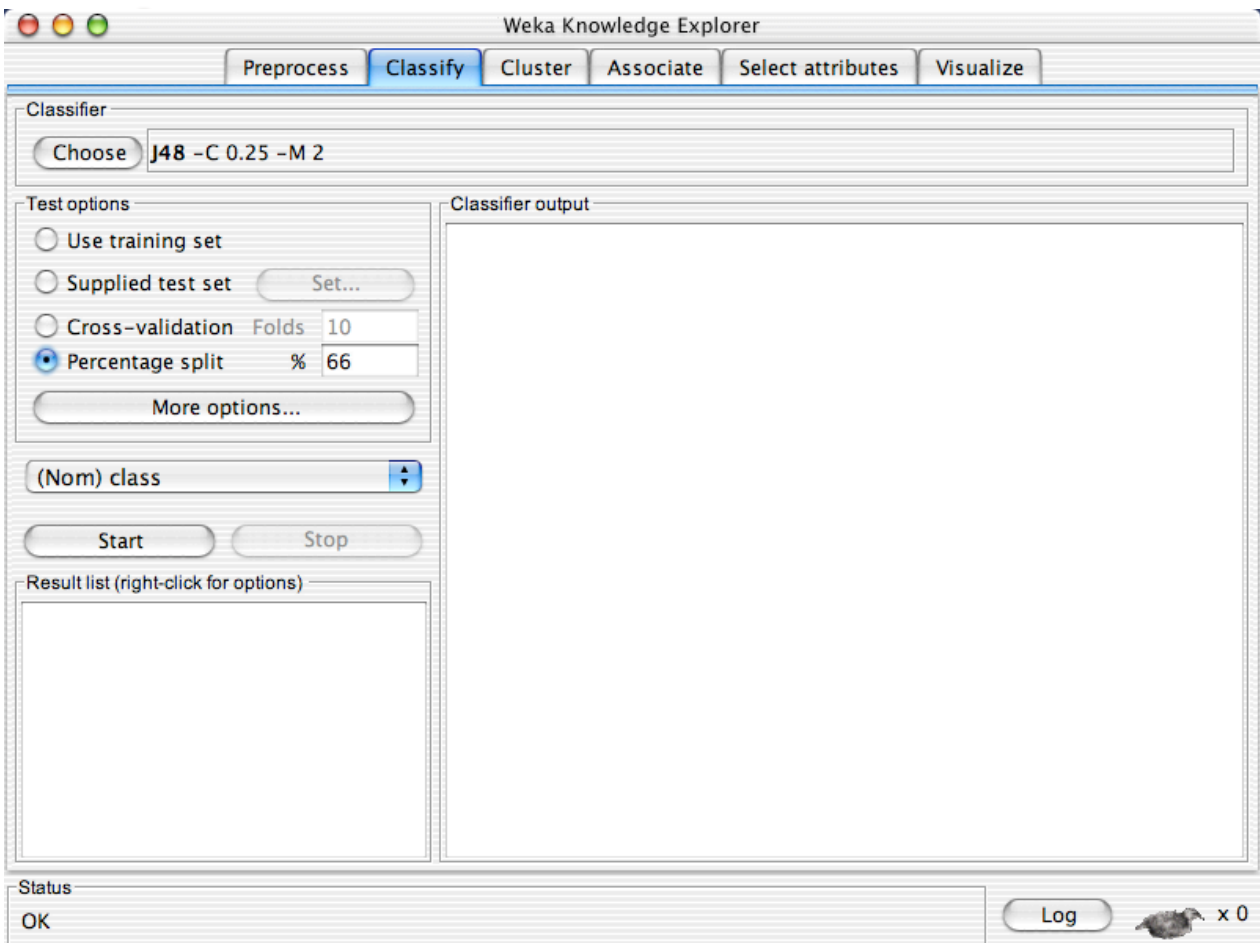 Weka Knowledge Explorer
Preprocess Classify Cluster Associate Select attributes Visualize
Classifier
Choose J48 -C 0.25 -M 2
Test options
Use training set
Supplied test set Set...
Cross-validation Folds 10
Percentage split % 66
More options...
(Nom) class
Start Stop
Result list (right-click for options)
Classifier output
Status
OK
Log x 0